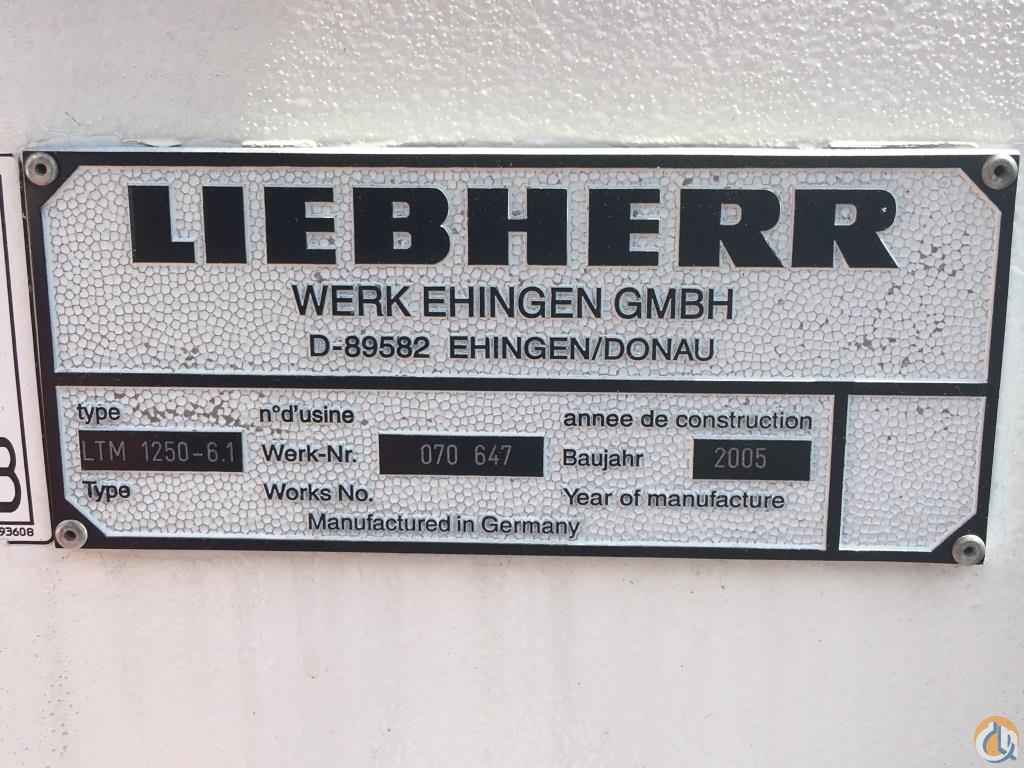 LIEBHERR
WERK EHINGEN GMBH
D-89582 EHINGEN/DONAU
type n°d'usine annee de construction
LTM 1250-6.1 Werk-Nr. 070 647 Baujahr 2005
Type Works No. Year of manufacture
Manufactured in Germany
93608